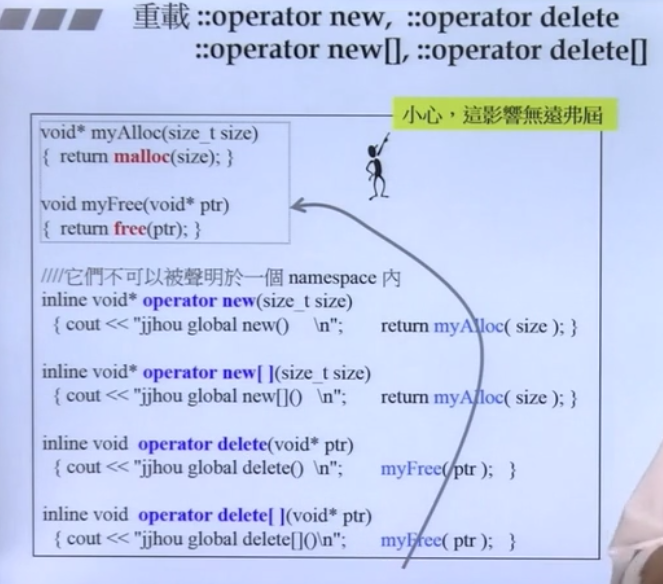 重載 ::operator new, ::operator delete
::operator new[], ::operator delete[]
小心，這影響無遠弗屆
void* myAlloc(size_t size)
{ return malloc(size); }
void myFree(void* ptr)
{ return free(ptr); }
////它們不可以被聲明於一個 namespace 內
inline void* operator new(size_t size)
{ cout << "jjhou global new() \n"; return myAlloc( size ); }
inline void* operator new[ ](size_t size)
{ cout << "jjhou global new[]() \n"; return myAlloc( size ); }
inline void operator delete(void* ptr)
{ cout << "jjhou global delete() \n"; myFree( ptr ); }
inline void operator delete[ ](void* ptr)
{ cout << "jjhou global delete[]()\n"; myFree( ptr ); }